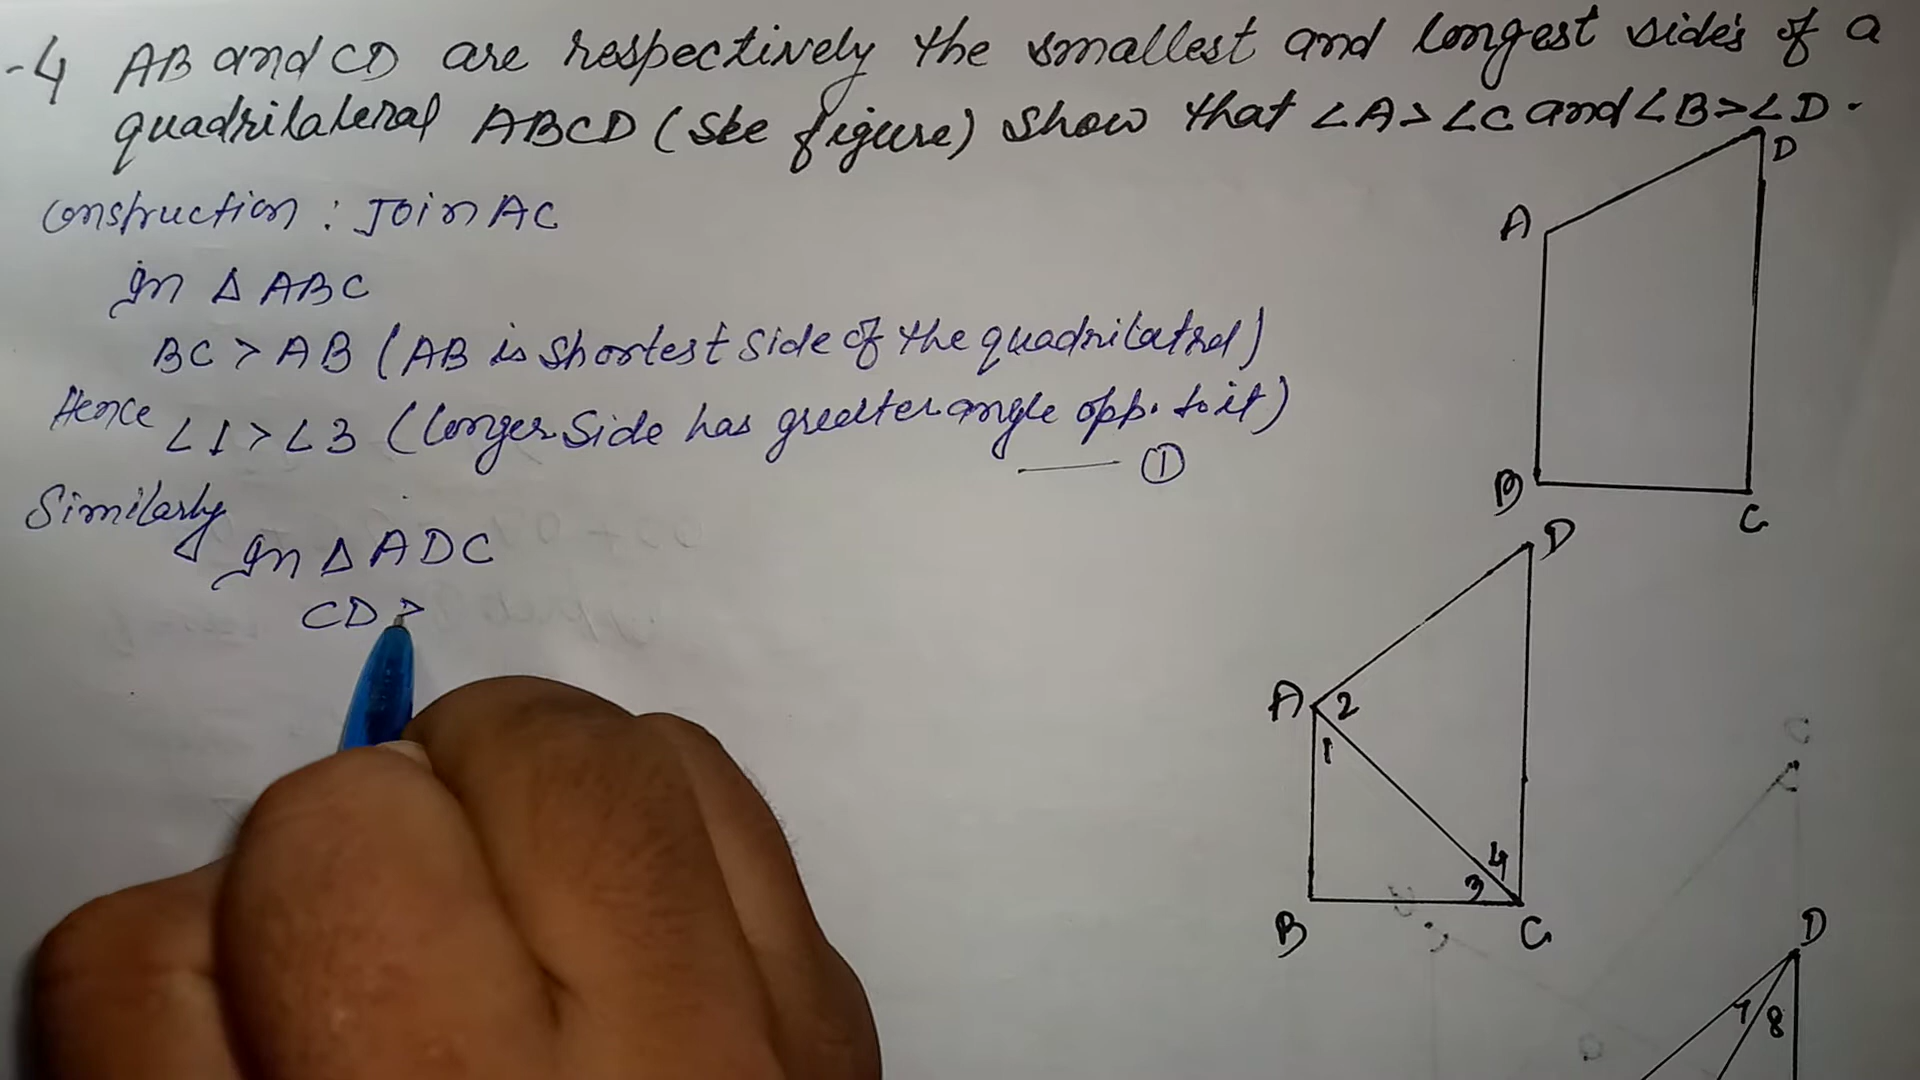 -4 AB and CD are respectively the smallest and longest sides of a
quadrilateral ABCD (See figure) Show that ∠A > ∠C and ∠B > ∠D.
Construction : Join AC
In Δ ABC
BC > AB (AB is shortest side of the quadrilatral)
Hence ∠1 > ∠3 (longer side has greater angle opp. to it)
—— ①
Similarly
In Δ ADC
CD >
D
A
B
C
D
A 2
1
4
3
B
C
D
7 8